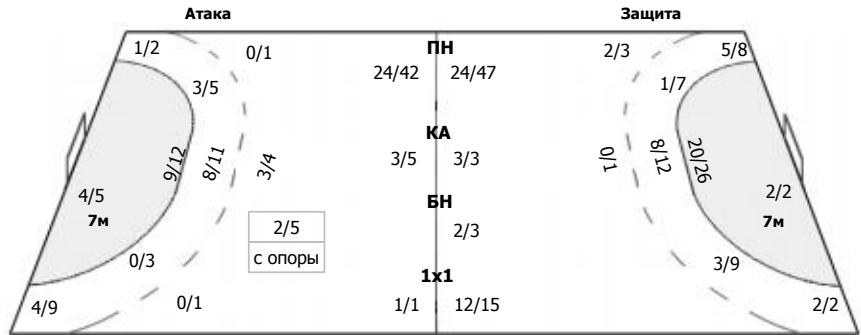 Атака Защита
1/2 0/1 ПН 2/3 5/8
24/42 24/47
3/5 1/7
КА
9/12 8/11 3/4 3/5 3/3 0/1 8/12 20/26
4/5 БН 2/2
7м 2/5 2/3 7м
с опоры
0/3 3/9
1х1
4/9 0/1 1/1 12/15 2/2